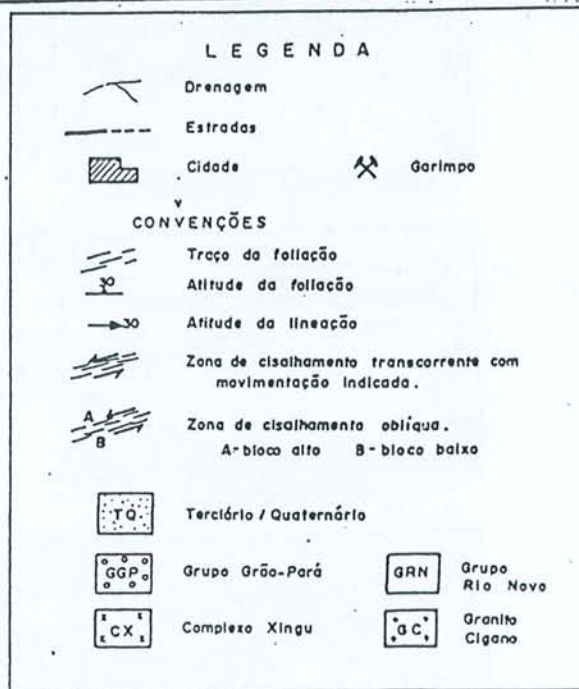 LEGENDA
Drenagem
Estradas
Cidade
Garimpo
CONVENÇÕES
Traço da foliação
30
Atitude da foliação
30
Atitude da lineação
Zona de cisalhamento transcorrente com
movimentação indicada.
A
B
Zona de cisalhamento oblíqua.
A-bloco alto B-bloco baixo
TQ
Terciário / Quaternário
GGP
Grupo Grão-Pará
GRN
Grupo
Rio Novo
CX
Complexo Xingu
GC
Granito
Cigano